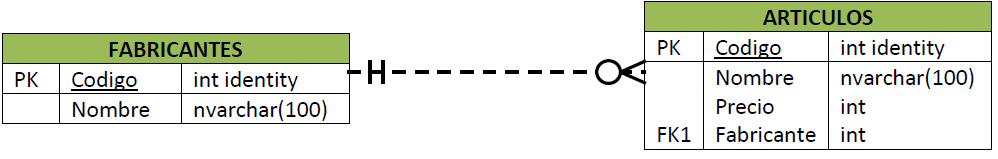 FABRICANTES
PK Codigo int identity
Nombre nvarchar(100)
ARTICULOS
PK Codigo int identity
Nombre nvarchar(100)
Precio int
FK1 Fabricante int